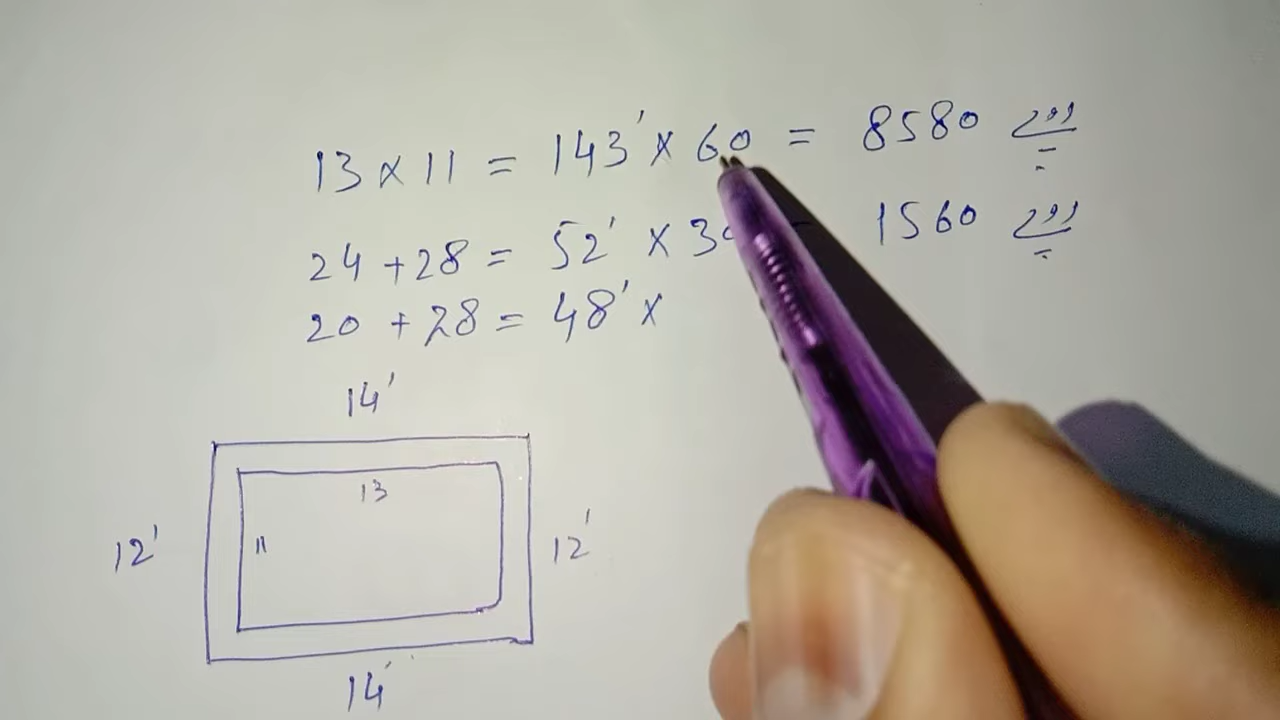 13 × 11 = 143' × 60 = 8580 روپے
24 + 28 = 52' × 30 1560 روپے
20 + 28 = 48' ×
14'
13
12'
11
12'
14'